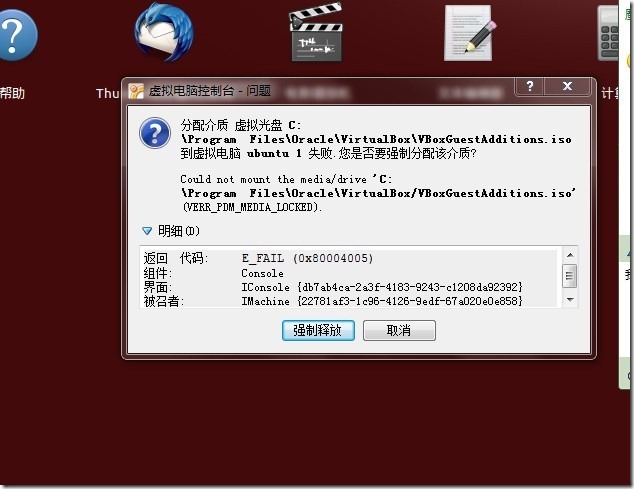 帮助
Thu
计
虚拟电脑控制台 - 问题
?
X
分配介质 虚拟光盘 C:
\Program Files\Oracle\VirtualBox\VBoxGuestAdditions.iso
到虚拟电脑 ubuntu 1 失败.您是否要强制分配该介质?
Could not mount the media/drive 'C:
\Program Files\Oracle\VirtualBox/VBoxGuestAdditions.iso'
(VERR_PDM_MEDIA_LOCKED).
明细(D)
返回 代码: E_FAIL (0x80004005)
组件: Console
界面: IConsole {db7ab4ca-2a3f-4183-9243-c1208da92392}
被召者: IMachine {22781af3-1c96-4126-9edf-67a020e0e858}
强制释放 取消